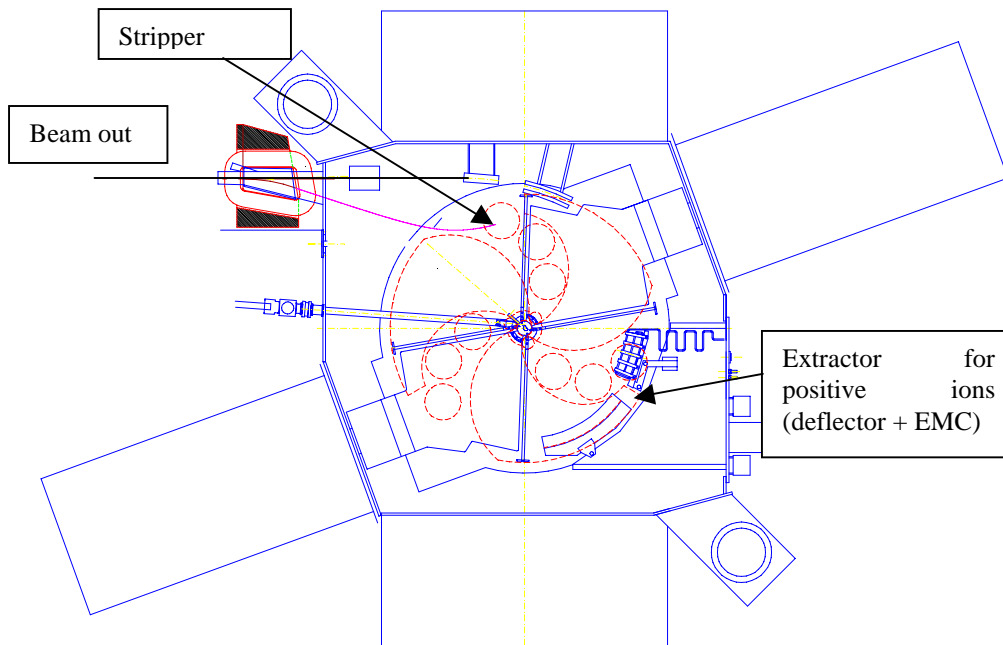 Stripper
Beam out
Extractor for
positive ions
(deflector + EMC)